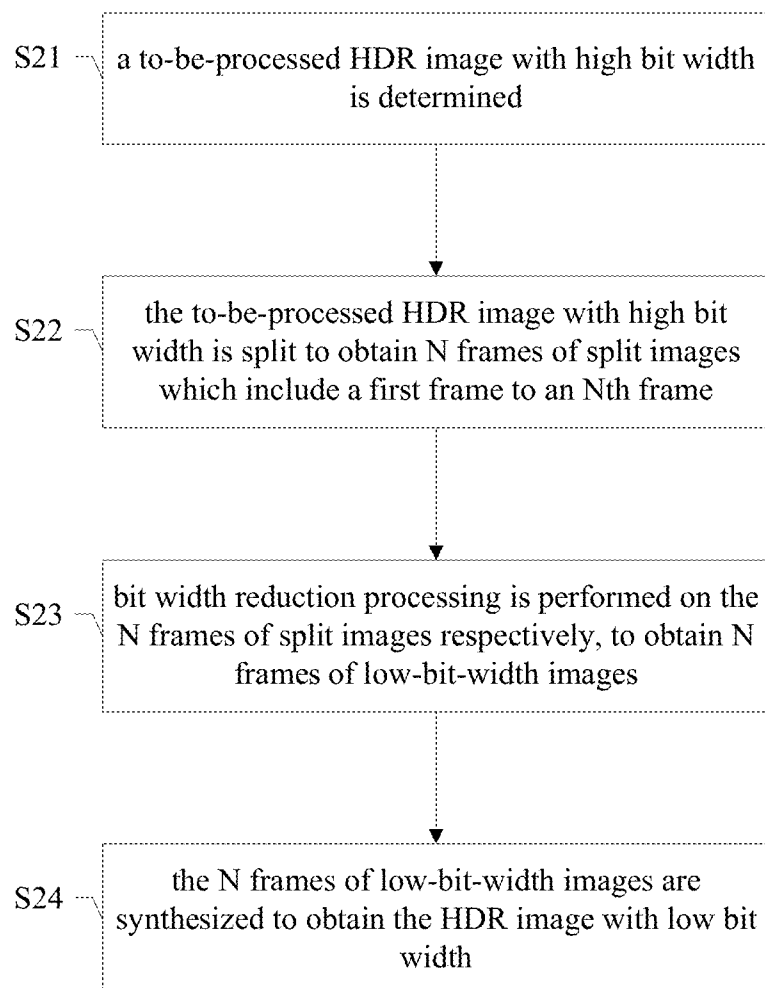 S21
a to-be-processed HDR image with high bit width
is determined
S22
the to-be-processed HDR image with high bit
width is split to obtain N frames of split images
which include a first frame to an Nth frame
S23
bit width reduction processing is performed on the
N frames of split images respectively, to obtain N
frames of low-bit-width images
S24
the N frames of low-bit-width images are
synthesized to obtain the HDR image with low bit
width